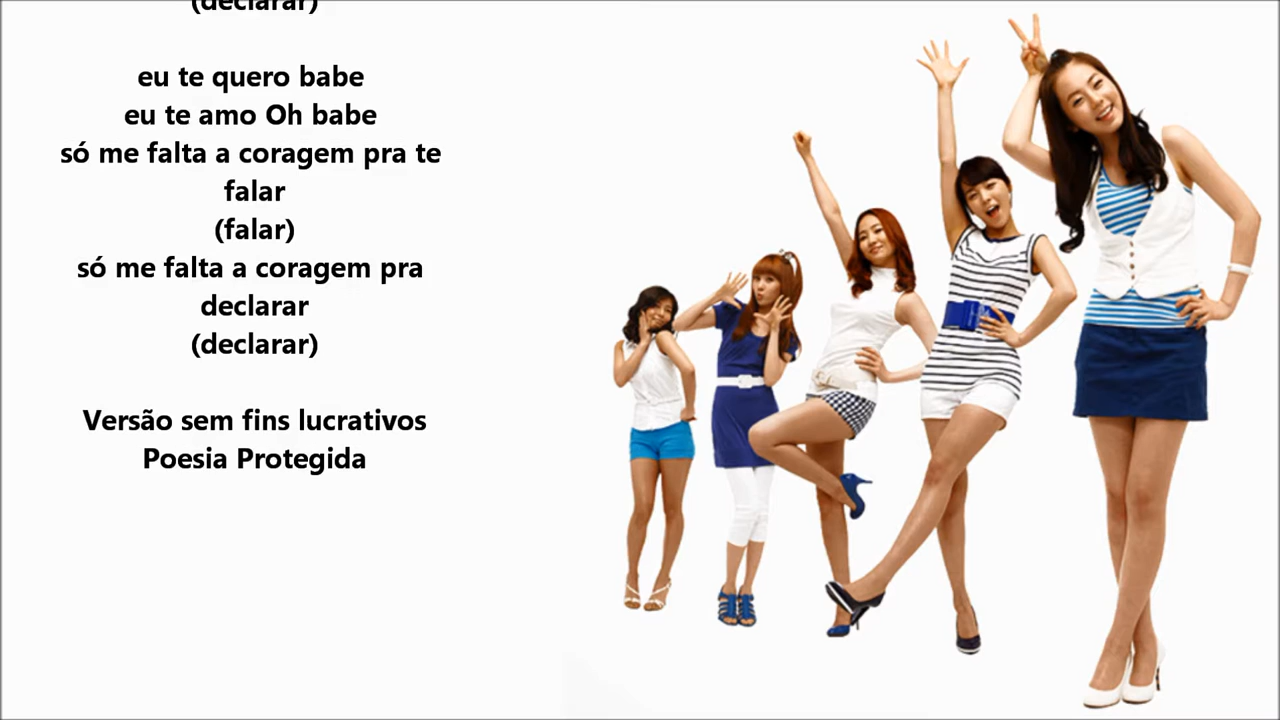 (declarar)
eu te quero babe
eu te amo Oh babe
só me falta a coragem pra te
falar
(falar)
só me falta a coragem pra
declarar
(declarar)
Versão sem fins lucrativos
Poesia Protegida